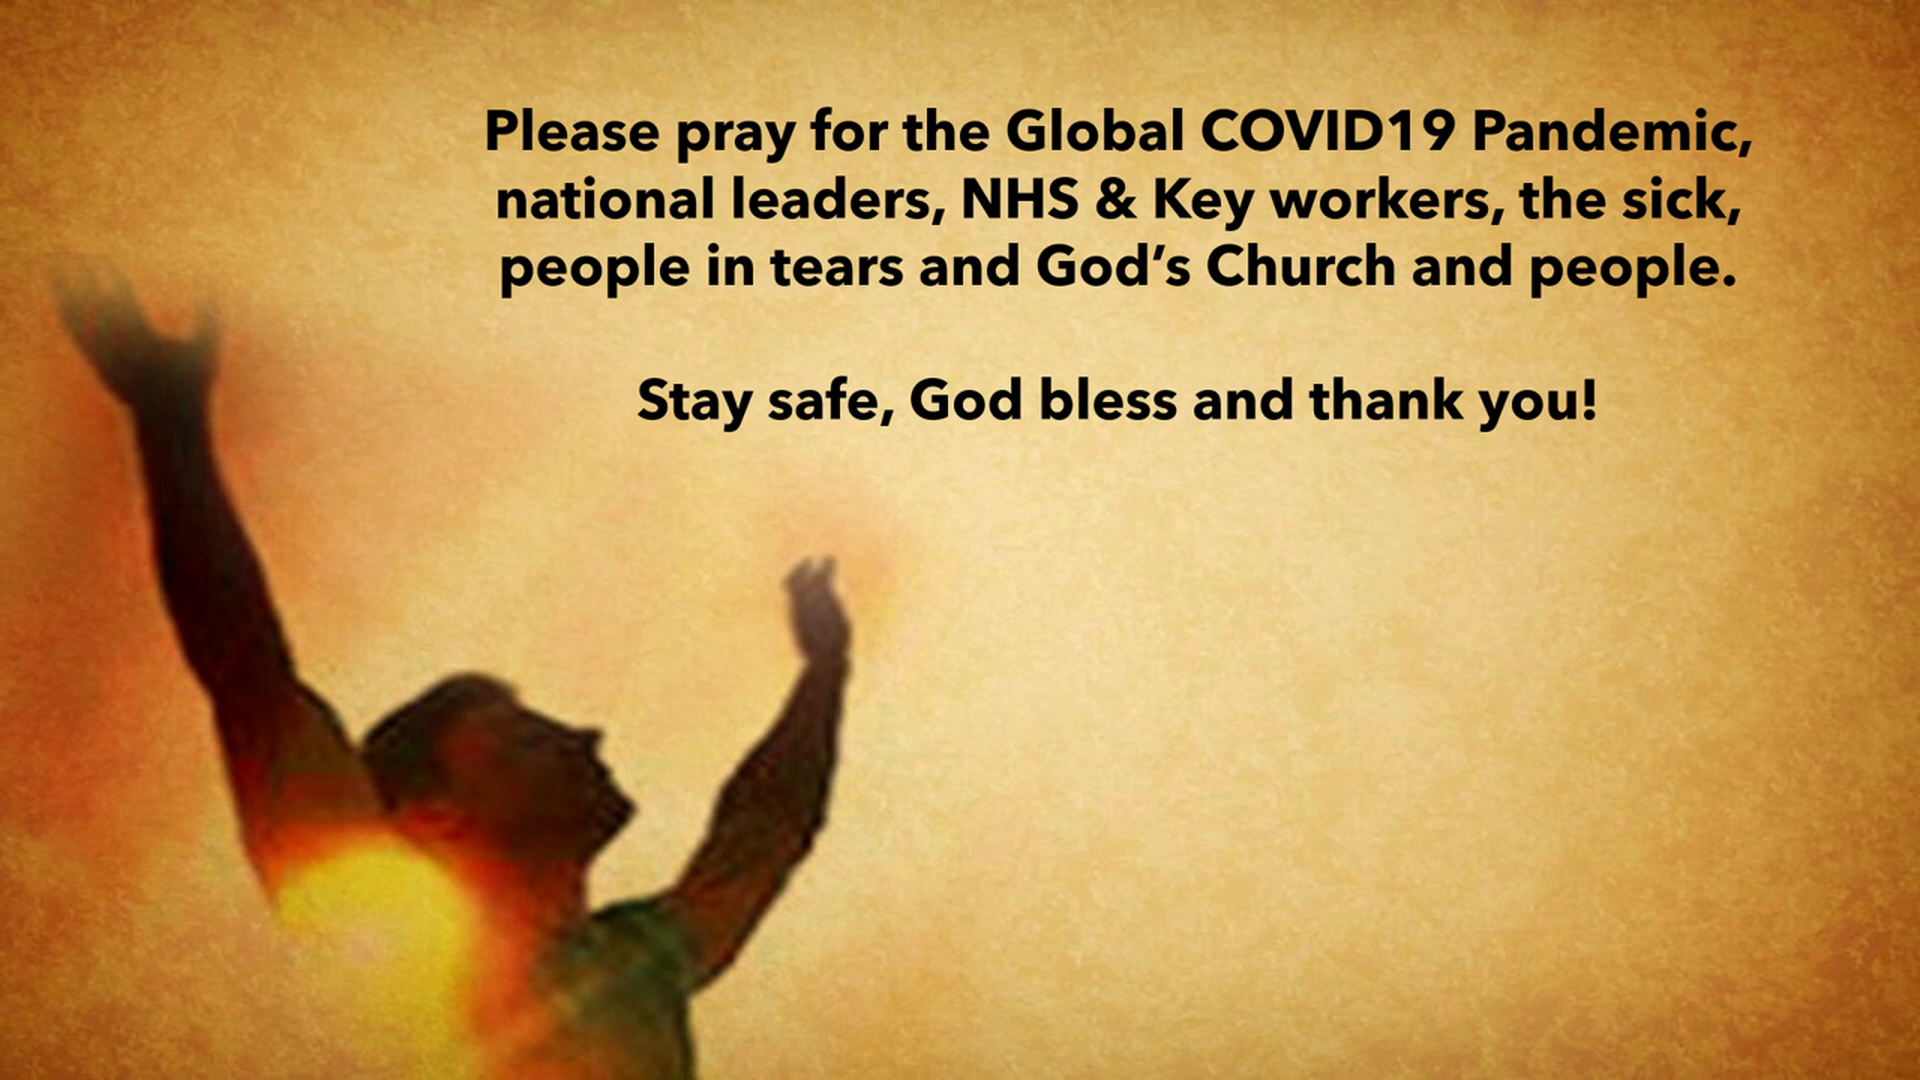 Please pray for the Global COVID19 Pandemic,
national leaders, NHS & Key workers, the sick,
people in tears and God’s Church and people.
Stay safe, God bless and thank you!